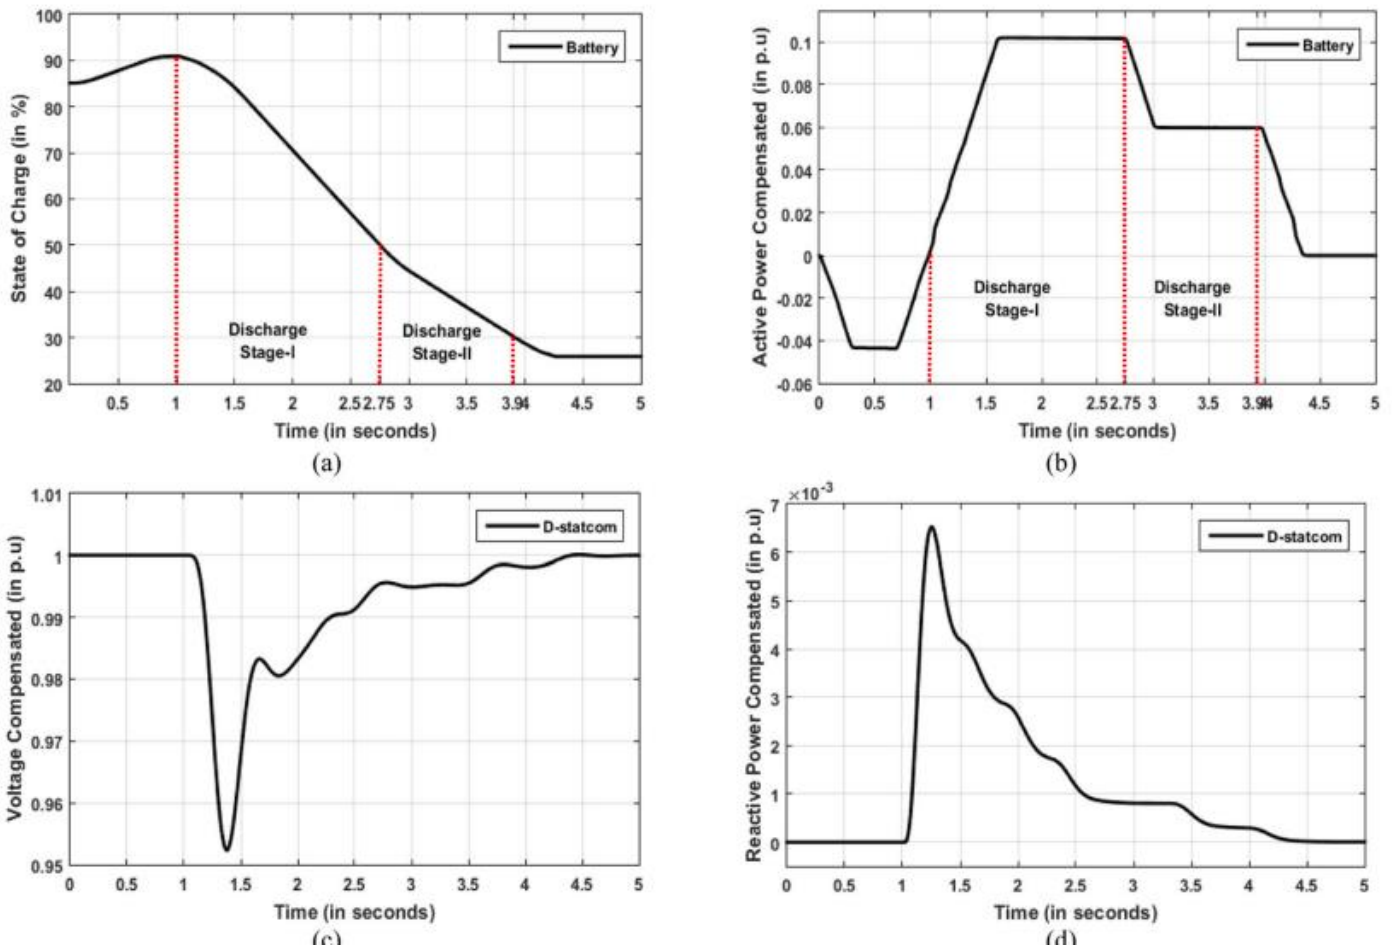 100
90
80
70
60
50
40
30
20
State of Charge (in %)
Battery
Discharge
Stage-I
Discharge
Stage-II
0.5 1 1.5 2 2.5 2.75 3 3.5 3.94 4.5 5
Time (in seconds)
(a)
0.1
0.08
0.06
0.04
0.02
0
-0.02
-0.04
-0.06
Active Power Compensated (in p.u)
Battery
Discharge
Stage-I
Discharge
Stage-II
0 0.5 1 1.5 2 2.5 2.75 3 3.5 4.5 5
Time (in seconds)
(b)
1.01
1
0.99
0.98
0.97
0.96
0.95
Voltage Compensated (in p.u)
D-statcom
0 0.5 1 1.5 2 2.5 3 3.5 4 4.5 5
Time (in seconds)
(c)
×10⁻³
7
6
5
4
3
2
1
0
Reactive Power Compensated (in p.u)
D-statcom
0 0.5 1 1.5 2 2.5 3 3.5 4 4.5 5
Time (in seconds)
(d)